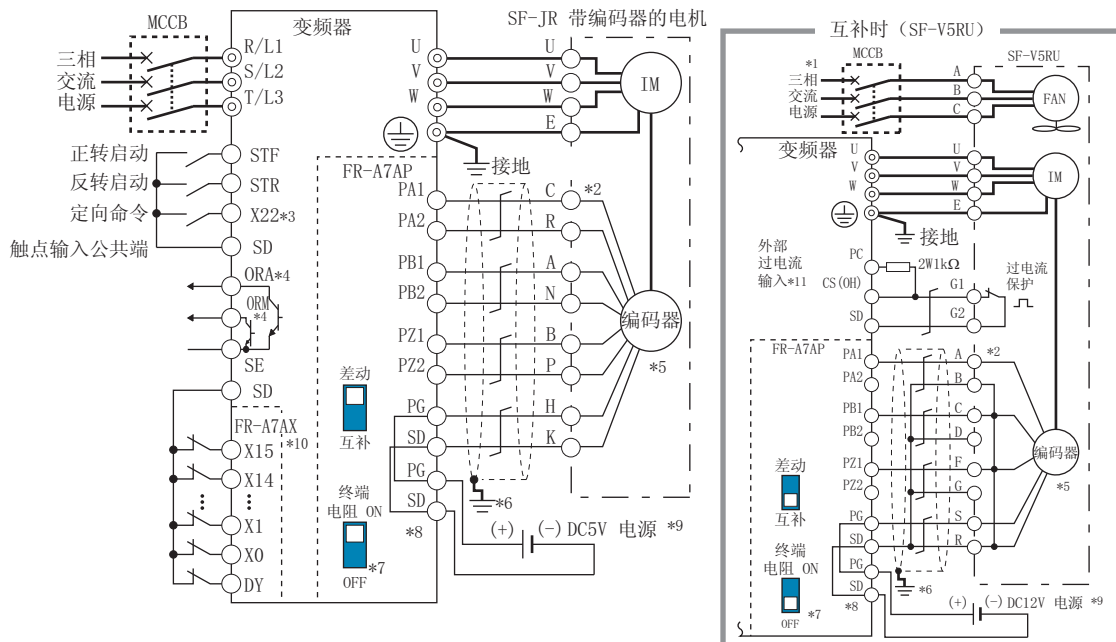 MCCB
三相
交流
电源
R/L1
S/L2
T/L3
变频器
U
V
W
SF-JR 带编码器的电机
U
V
W
E
IM
接地
正转启动
反转启动
定向命令
触点输入公共端
STF
STR
X22*3
SD
ORA*4
ORM
*4
SE
SD
FR-A7AX
*10
X15
X14
X1
X0
DY
FR-A7AP
PA1
PA2
PB1
PB2
PZ1
PZ2
PG
SD
PG
SD
差动
互补
终端
电阻 ON
*7
OFF
*8
C
*2
R
A
N
B
P
H
K
编码器
*5
*6
(+)
(-) DC5V 电源 *9
互补时（SF-V5RU）
MCCB
SF-V5RU
*1
三相
交流
电源
A
B
C
FAN
变频器
U
V
W
U
V
W
E
IM
接地
外部
过电流
输入*11
PC
CS(OH)
SD
2W1kΩ
G1
G2
过电流
保护
FR-A7AP
PA1
PA2
PB1
PB2
PZ1
PZ2
PG
SD
PG
SD
差动
互补
终端
电阻 ON
*7
OFF
*8
A
*2
B
C
D
F
G
S
R
编码器
*5
*6
(+)
(-) DC12V 电源 *9